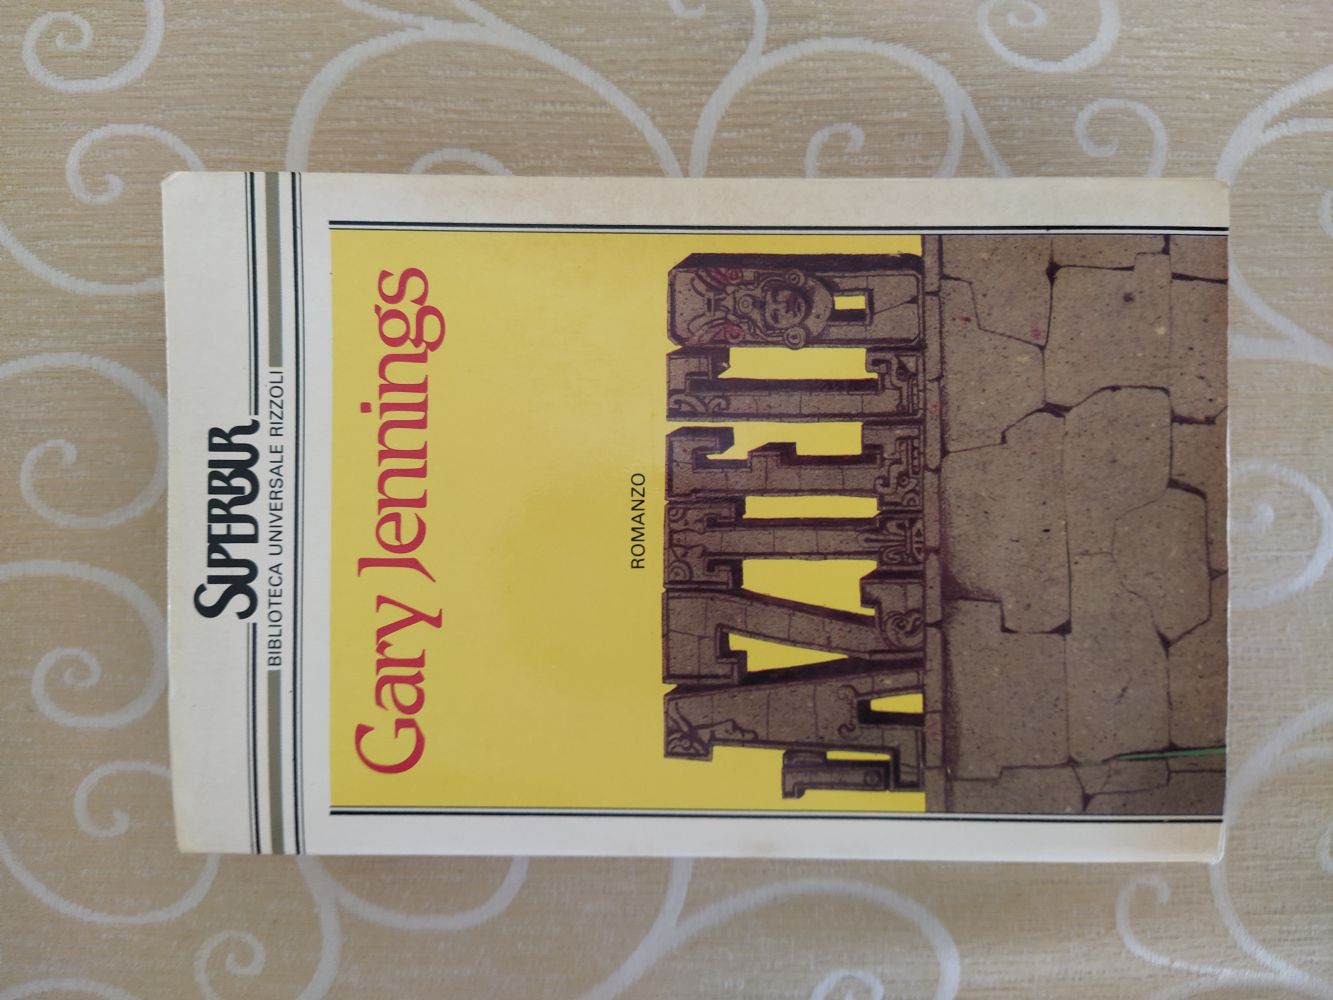 SUPERBUR
BIBLIOTECA UNIVERSALE RIZZOLI
Gary Jennings
ROMANZO
L'AZTECO